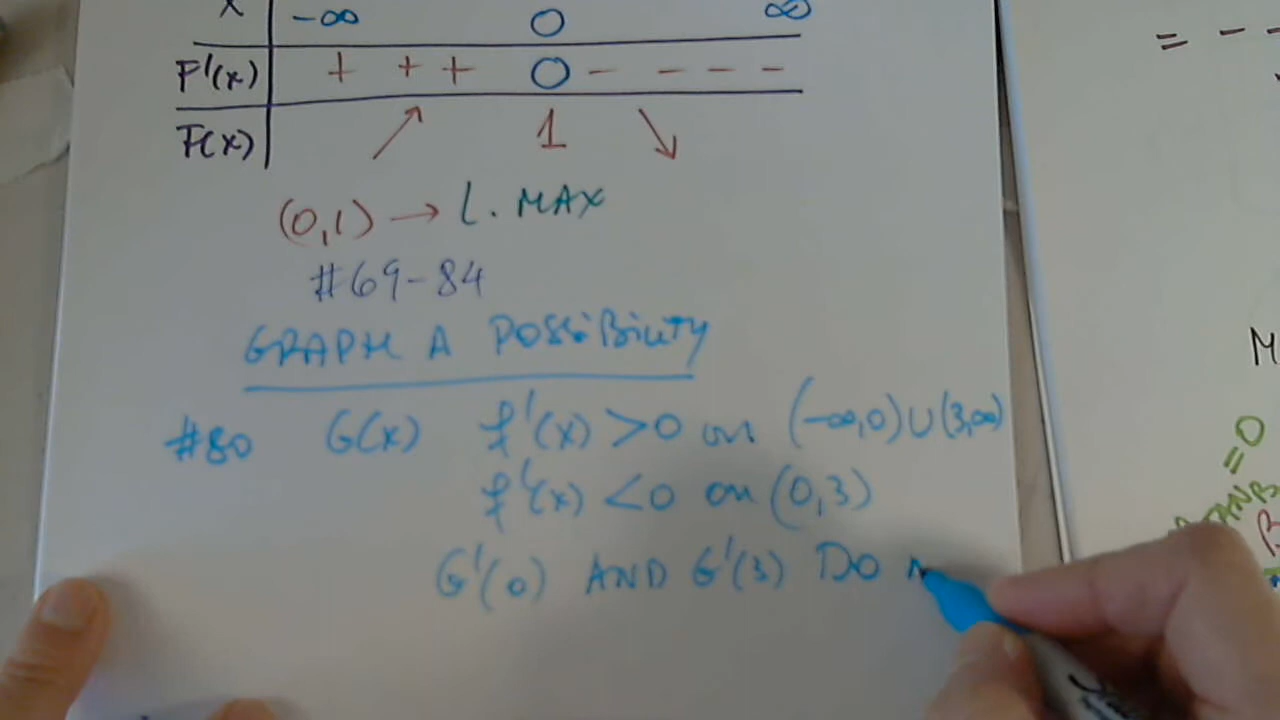 x -∞ 0 ∞
F'(x) + + + 0 - - - -
F(x) ↗ 1 ↘
(0,1) → L. MAX
#69-84
GRAPH A POSSIBILITY
#80 G(x) f'(x) >0 on (-∞,0)∪(3,∞)
f'(x) <0 on (0,3)
G'(0) AND G'(3) DO N
= - -
M
=0